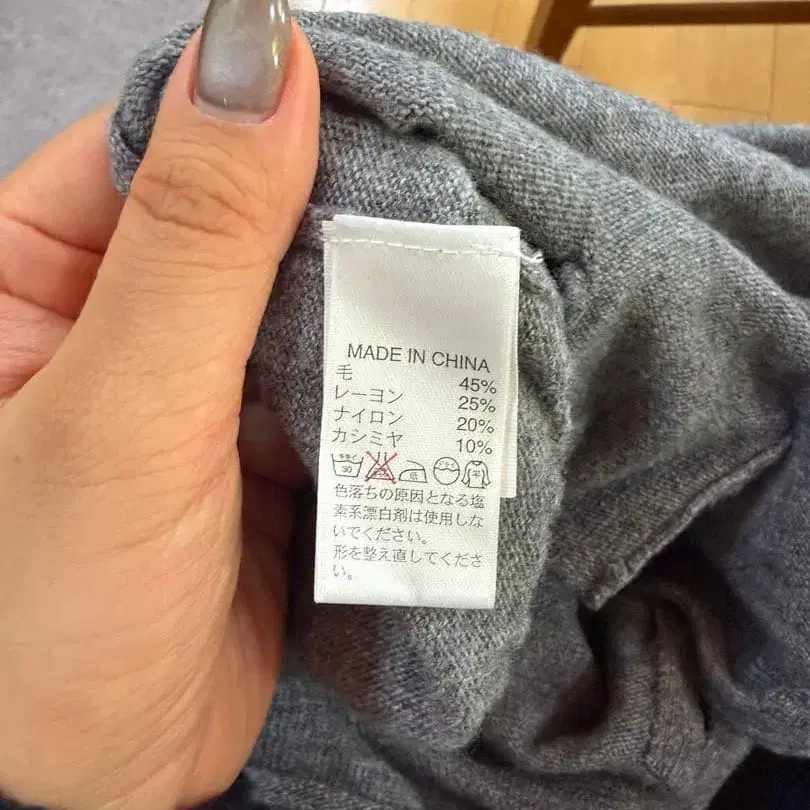 MADE IN CHINA
毛 45%
レーヨン 25%
ナイロン 20%
カシミヤ 10%
30 低 平
色落ちの原因となる塩
素系漂白剤は使用しな
いでください。
形を整え直してくださ
い。